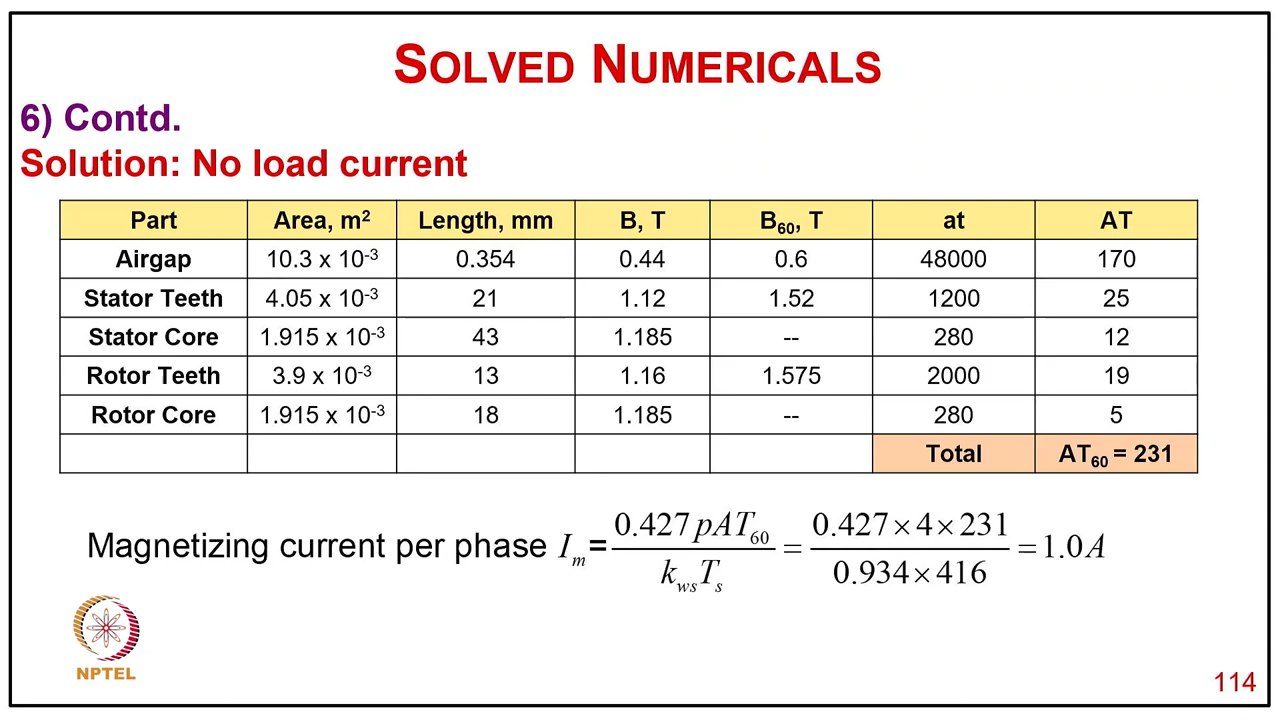 SOLVED NUMERICALS
6) Contd.
Solution: No load current
Part Area, m² Length, mm B, T B₆₀, T at AT
Airgap 10.3 x 10⁻³ 0.354 0.44 0.6 48000 170
Stator Teeth 4.05 x 10⁻³ 21 1.12 1.52 1200 25
Stator Core 1.915 x 10⁻³ 43 1.185 -- 280 12
Rotor Teeth 3.9 x 10⁻³ 13 1.16 1.575 2000 19
Rotor Core 1.915 x 10⁻³ 18 1.185 -- 280 5
Total AT₆₀ = 231
Magnetizing current per phase Iₘ = 0.427pAT₆₀ / k_ws T_s = 0.427×4×231 / 0.934×416 = 1.0A
NPTEL
114